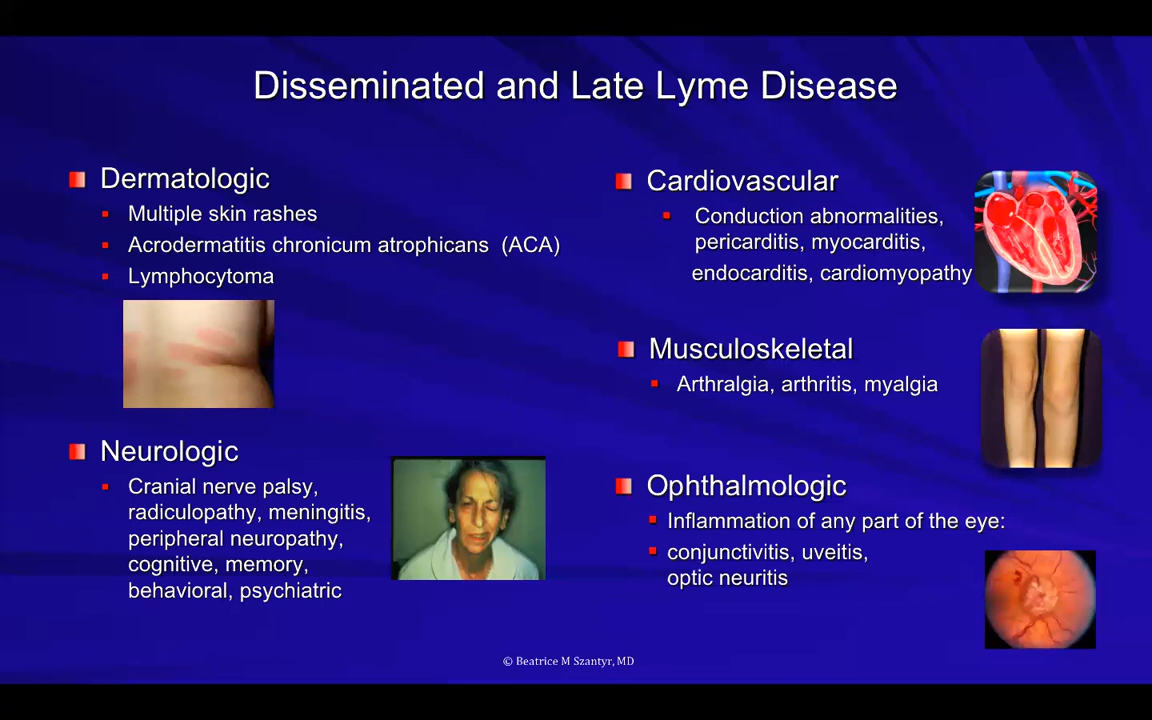 Disseminated and Late Lyme Disease
Dermatologic
Multiple skin rashes
Acrodermatitis chronicum atrophicans (ACA)
Lymphocytoma
Neurologic
Cranial nerve palsy,
radiculopathy, meningitis,
peripheral neuropathy,
cognitive, memory,
behavioral, psychiatric
Cardiovascular
Conduction abnormalities,
pericarditis, myocarditis,
endocarditis, cardiomyopathy
Musculoskeletal
Arthralgia, arthritis, myalgia
Ophthalmologic
Inflammation of any part of the eye:
conjunctivitis, uveitis,
optic neuritis
© Beatrice M Szantyr, MD